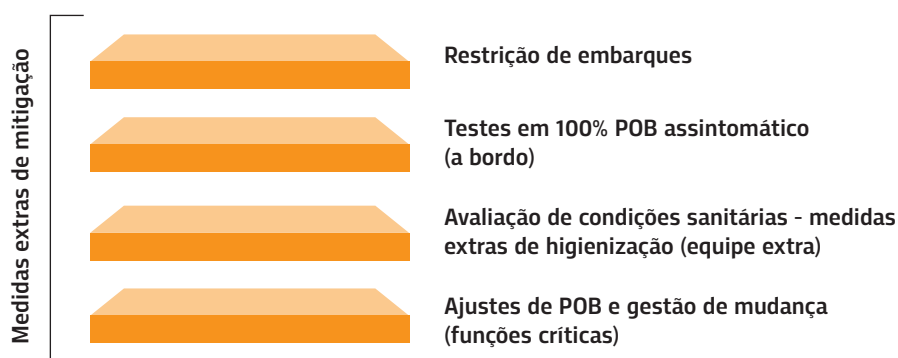 Medidas extras de mitigação
Restrição de embarques
Testes em 100% POB assintomático
(a bordo)
Avaliação de condições sanitárias - medidas
extras de higienização (equipe extra)
Ajustes de POB e gestão de mudança
(funções críticas)